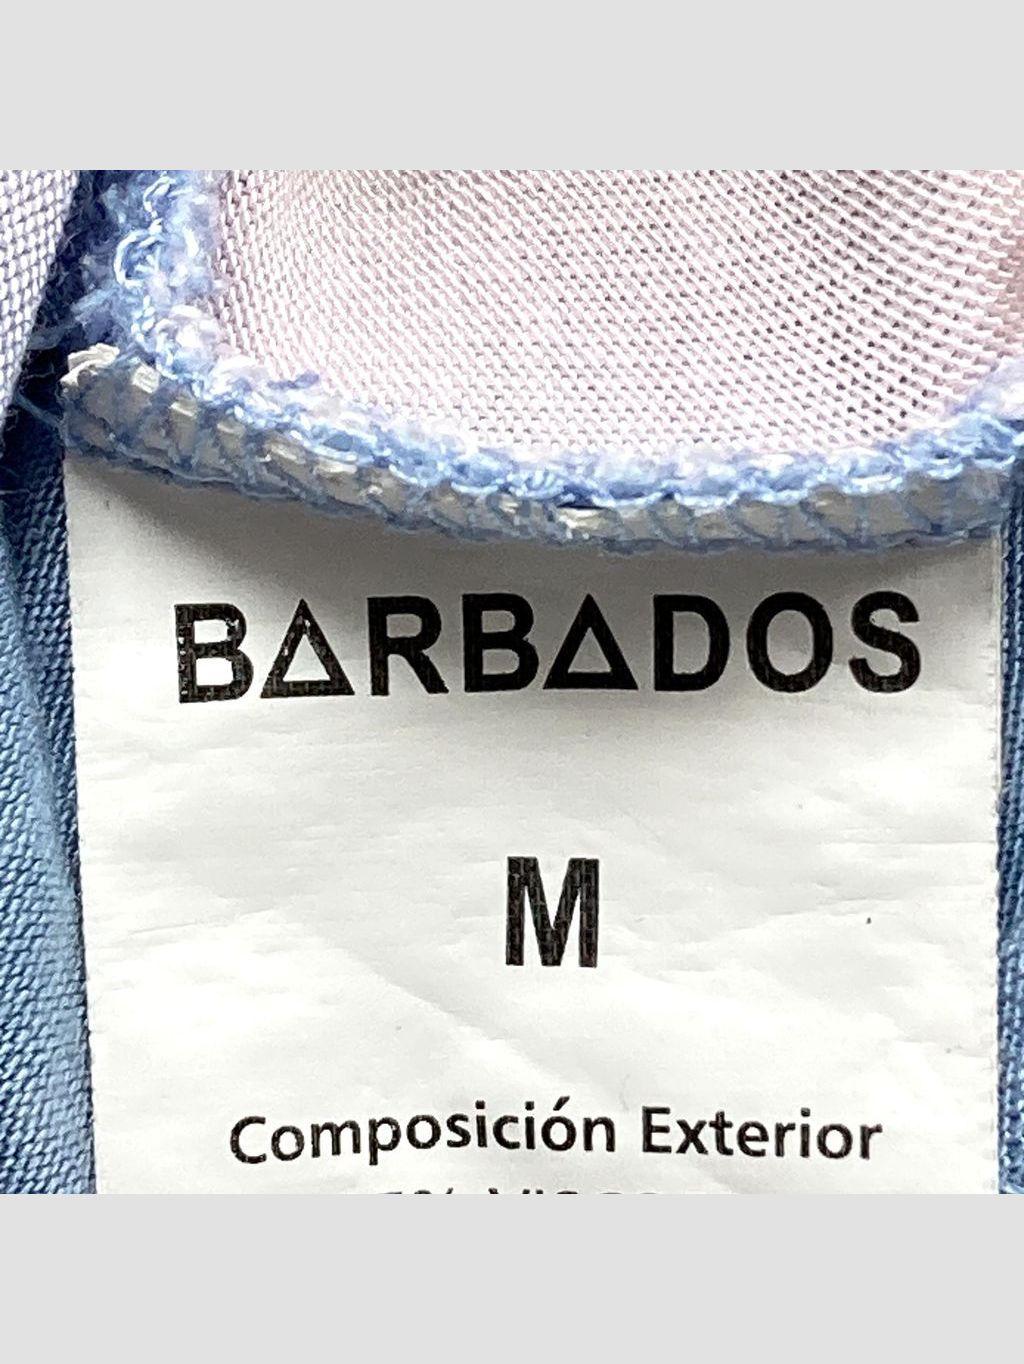 BARBADOS
M
Composición Exterior